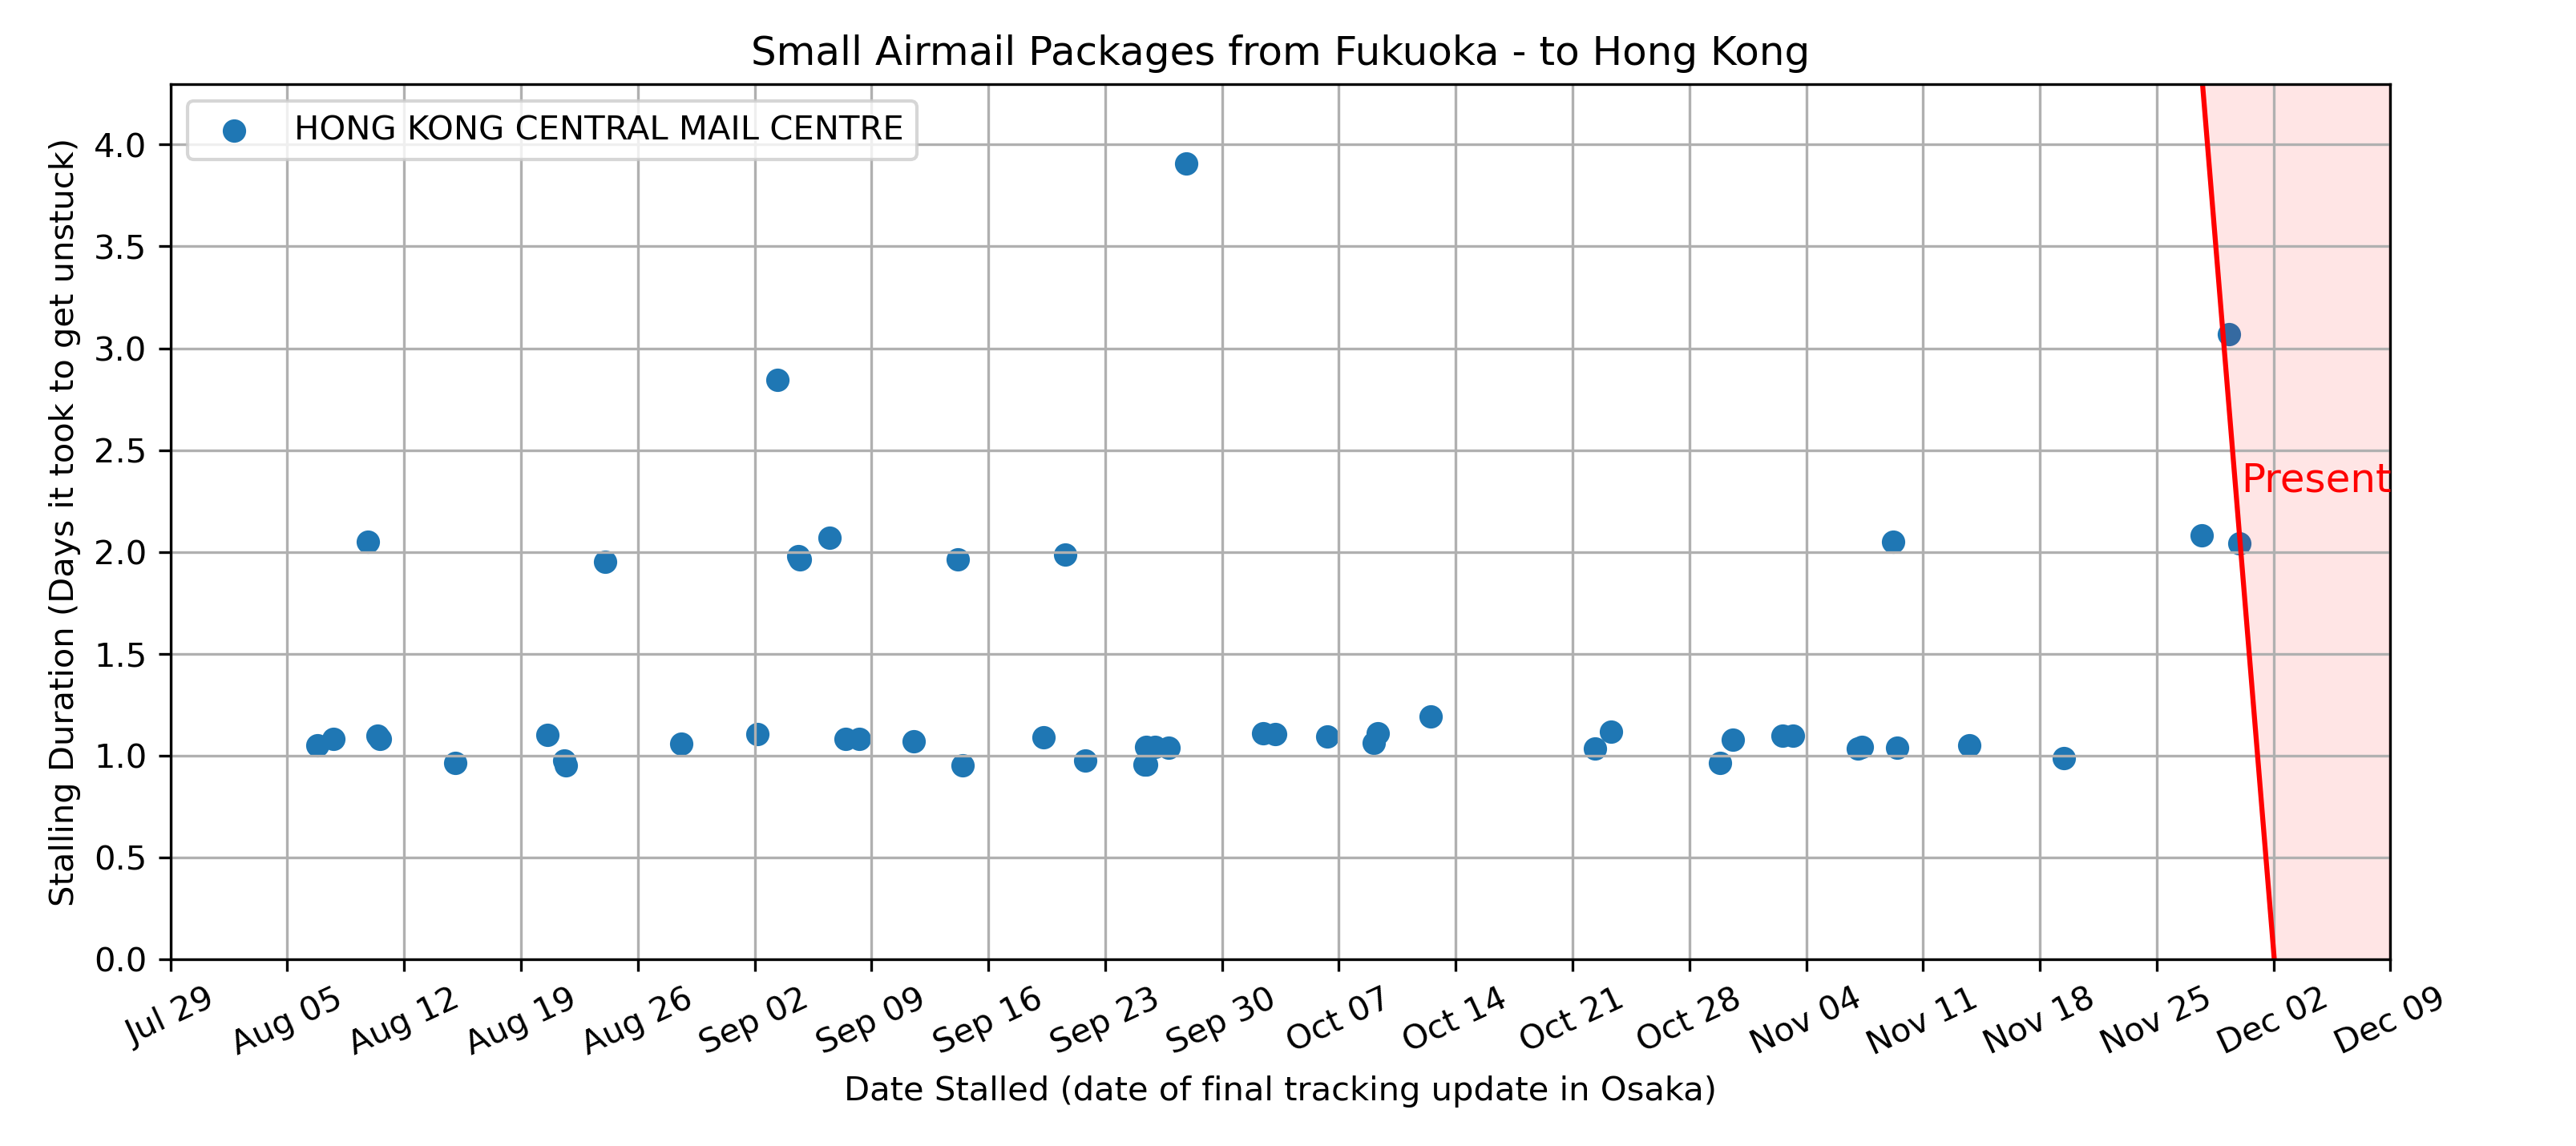 Small Airmail Packages from Fukuoka - to Hong Kong
HONG KONG CENTRAL MAIL CENTRE
Stalling Duration (Days it took to get unstuck)
4.0
3.5
3.0
2.5
2.0
1.5
1.0
0.5
0.0
Present
Jul 29
Aug 05
Aug 12
Aug 19
Aug 26
Sep 02
Sep 09
Sep 16
Sep 23
Sep 30
Oct 07
Oct 14
Oct 21
Oct 28
Nov 04
Nov 11
Nov 18
Nov 25
Dec 02
Dec 09
Date Stalled (date of final tracking update in Osaka)